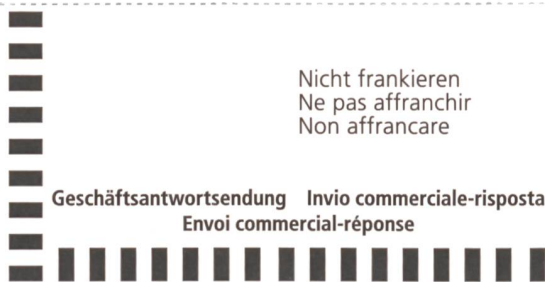 Nicht frankieren
Ne pas affranchir
Non affrancare
Geschäftsantwortsendung Invio commerciale-risposta
Envoi commercial-réponse